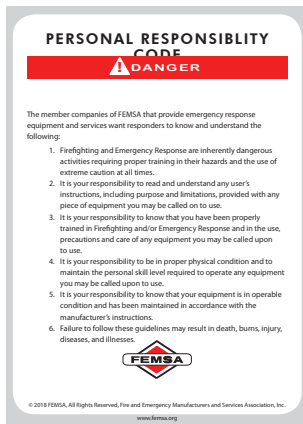 PERSONAL RESPONSIBLITY
CODE
DANGER
The member companies of FEMSA that provide emergency response
equipment and services want responders to know and understand the
following:
1. Firefighting and Emergency Response are inherently dangerous
activities requiring proper training in their hazards and the use of
extreme caution at all times.
2. It is your responsibility to read and understand any user's
instructions, including purpose and limitations, provided with any
piece of equipment you may be called on to use.
3. It is your responsibility to know that you have been properly
trained in Firefighting and/or Emergency Response and in the use,
precautions and care of any equipment you may be called upon
to use.
4. It is your responsibility to be in proper physical condition and to
maintain the personal skill level required to operate any equipment
you may be called upon to use.
5. It is your responsibility to know that your equipment is in operable
condition and has been maintained in accordance with the
manufacturer's instructions.
6. Failure to follow these guidelines may result in death, burns, injury,
diseases, and illnesses.
FEMSA
© 2018 FEMSA, All Rights Reserved, Fire and Emergency Manufacturers and Services Association, Inc.
www.femsa.org